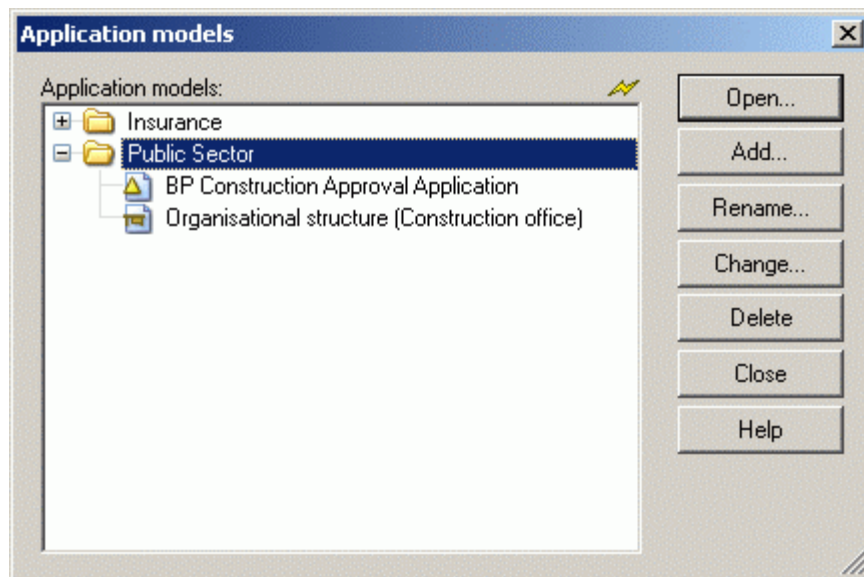 Application models
Application models:
Insurance
Public Sector
BP Construction Approval Application
Organisational structure (Construction office)
Open...
Add...
Rename...
Change...
Delete
Close
Help